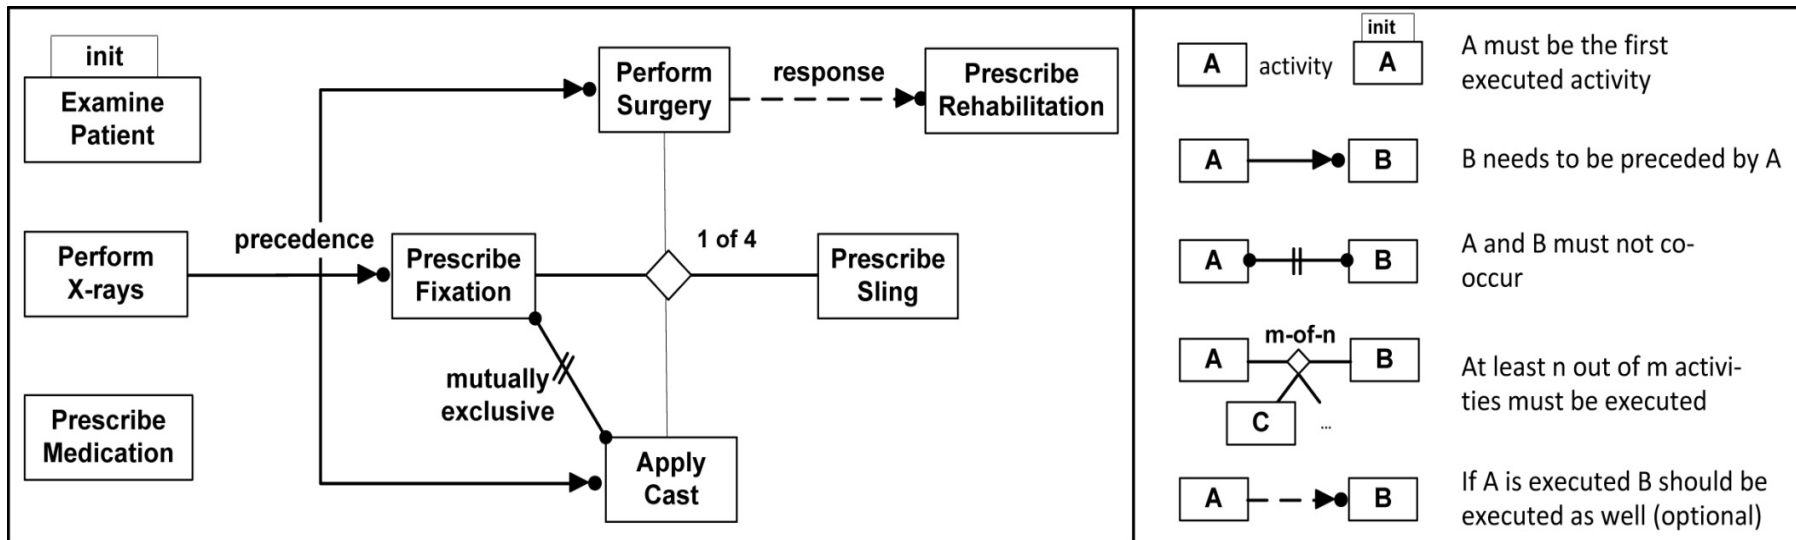 init
Examine
Patient
Perform
Surgery
response
Prescribe
Rehabilitation
Perform
X-rays
precedence
Prescribe
Fixation
1 of 4
Prescribe
Sling
mutually
exclusive
Prescribe
Medication
Apply
Cast
A
activity
init
A
A must be the first
executed activity
A
B
B needs to be preceded by A
A
B
A and B must not co-
occur
m-of-n
A
B
C
...
At least n out of m activi-
ties must be executed
A
B
If A is executed B should be
executed as well (optional)